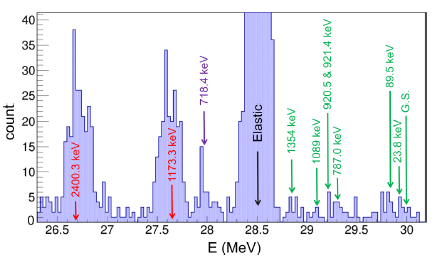 40
35
30
25
20
15
10
5
0
count
2400.3 keV
1173.3 keV
718.4 keV
Elastic
1354 keV
1089 keV
920.5 & 921.4 keV
787.0 keV
89.5 keV
23.8 keV
G.S.
26.5 27 27.5 28 28.5 29 29.5 30
E (MeV)